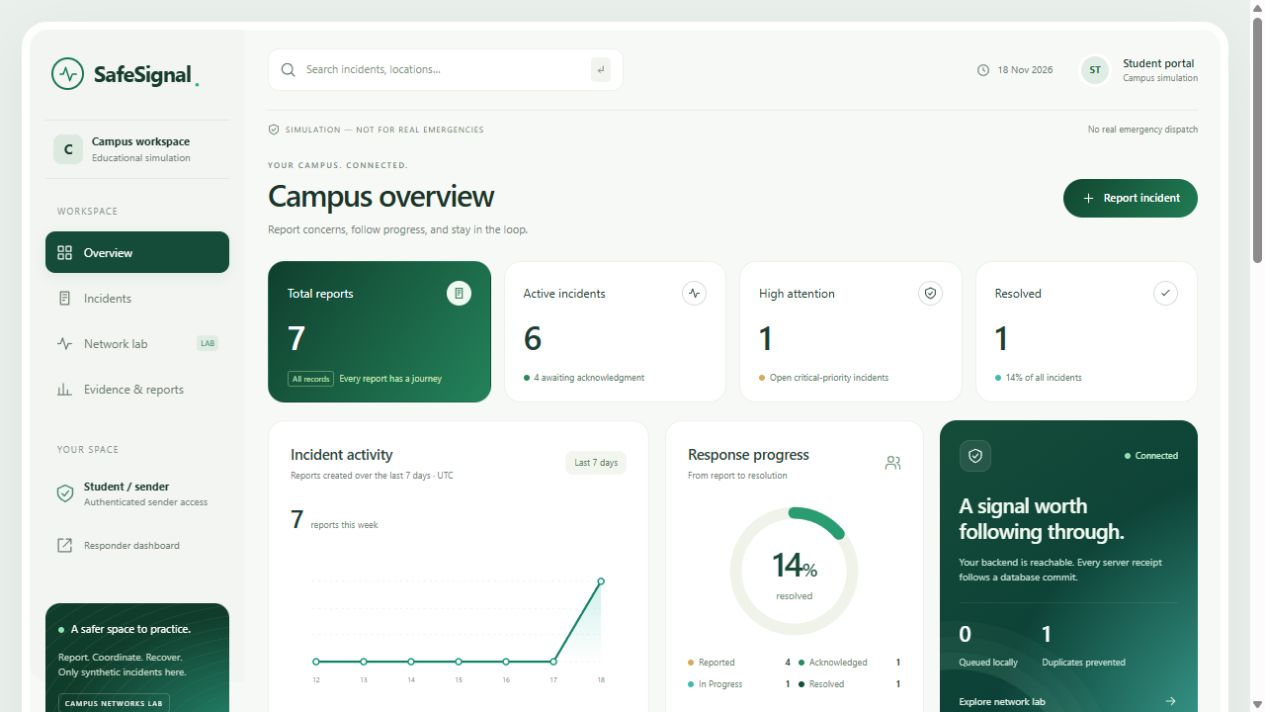 SafeSignal.
Search incidents, locations...
↵
18 Nov 2026
ST
Student portal
Campus simulation
C
Campus workspace
Educational simulation
SIMULATION — NOT FOR REAL EMERGENCIES
No real emergency dispatch
YOUR CAMPUS. CONNECTED.
Campus overview
Report concerns, follow progress, and stay in the loop.
+ Report incident
WORKSPACE
Overview
Incidents
Network lab
LAB
Evidence & reports
YOUR SPACE
Student / sender
Authenticated sender access
Responder dashboard
A safer space to practice.
Report. Coordinate. Recover.
Only synthetic incidents here.
CAMPUS NETWORKS LAB
Total reports
7
All records Every report has a journey
Active incidents
6
4 awaiting acknowledgment
High attention
1
Open critical-priority incidents
Resolved
1
14% of all incidents
Incident activity
Reports created over the last 7 days · UTC
Last 7 days
7 reports this week
12 13 14 15 16 17 18
Response progress
From report to resolution
14%
resolved
Reported 4 Acknowledged 1
In Progress 1 Resolved 1
Connected
A signal worth
following through.
Your backend is reachable. Every server receipt
follows a database commit.
0 1
Queued locally Duplicates prevented
Explore network lab →